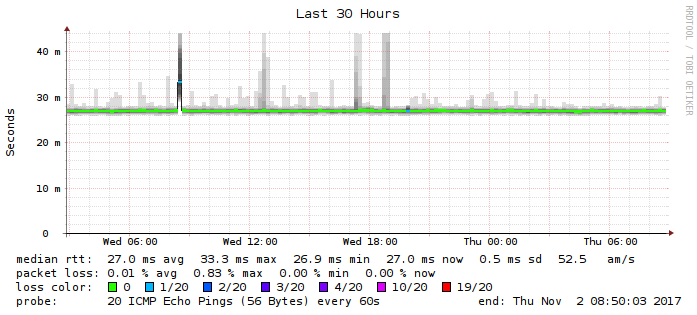 Last 30 Hours
RRDTOOL / TOBI OETIKER
Seconds
40 m
30 m
20 m
10 m
0
Wed 06:00 Wed 12:00 Wed 18:00 Thu 00:00 Thu 06:00
median rtt: 27.0 ms avg 33.3 ms max 26.9 ms min 27.0 ms now 0.5 ms sd 52.5 am/s
packet loss: 0.01 % avg 0.83 % max 0.00 % min 0.00 % now
loss color: 0 1/20 2/20 3/20 4/20 10/20 19/20
probe: 20 ICMP Echo Pings (56 Bytes) every 60s end: Thu Nov 2 08:50:03 2017